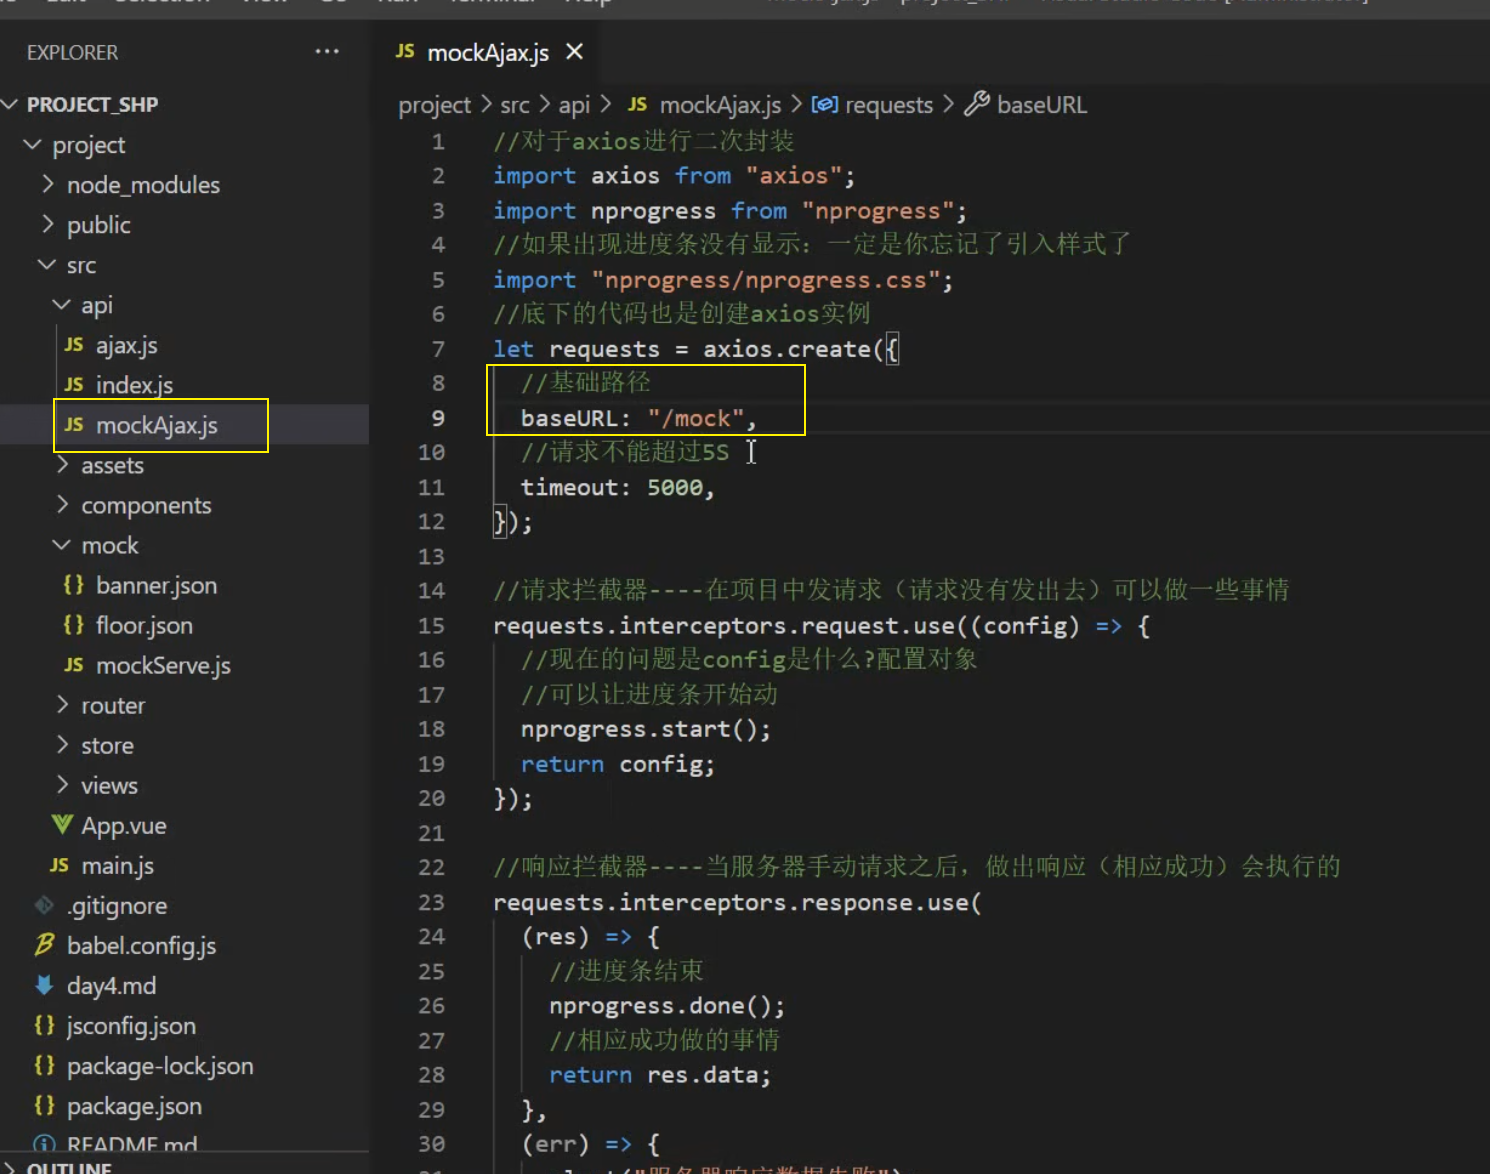 EXPLORER
PROJECT_SHP
project
node_modules
public
src
api
JS ajax.js
JS index.js
JS mockAjax.js
assets
components
mock
{} banner.json
{} floor.json
JS mockServe.js
router
store
views
App.vue
JS main.js
.gitignore
babel.config.js
day4.md
{} jsconfig.json
{} package-lock.json
{} package.json
README.md
OUTLINE
JS mockAjax.js
project > src > api > JS mockAjax.js > requests > baseURL
1 //对于axios进行二次封装
2 import axios from "axios";
3 import nprogress from "nprogress";
4 //如果出现进度条没有显示：一定是你忘记了引入样式了
5 import "nprogress/nprogress.css";
6 //底下的代码也是创建axios实例
7 let requests = axios.create({
8 //基础路径
9 baseURL: "/mock",
10 //请求不能超过5S
11 timeout: 5000,
12 });
13
14 //请求拦截器----在项目中发请求（请求没有发出去）可以做一些事情
15 requests.interceptors.request.use((config) => {
16 //现在的问题是config是什么?配置对象
17 //可以让进度条开始动
18 nprogress.start();
19 return config;
20 });
21
22 //响应拦截器----当服务器手动请求之后，做出响应（相应成功）会执行的
23 requests.interceptors.response.use(
24 (res) => {
25 //进度条结束
26 nprogress.done();
27 //相应成功做的事情
28 return res.data;
29 },
30 (err) => {